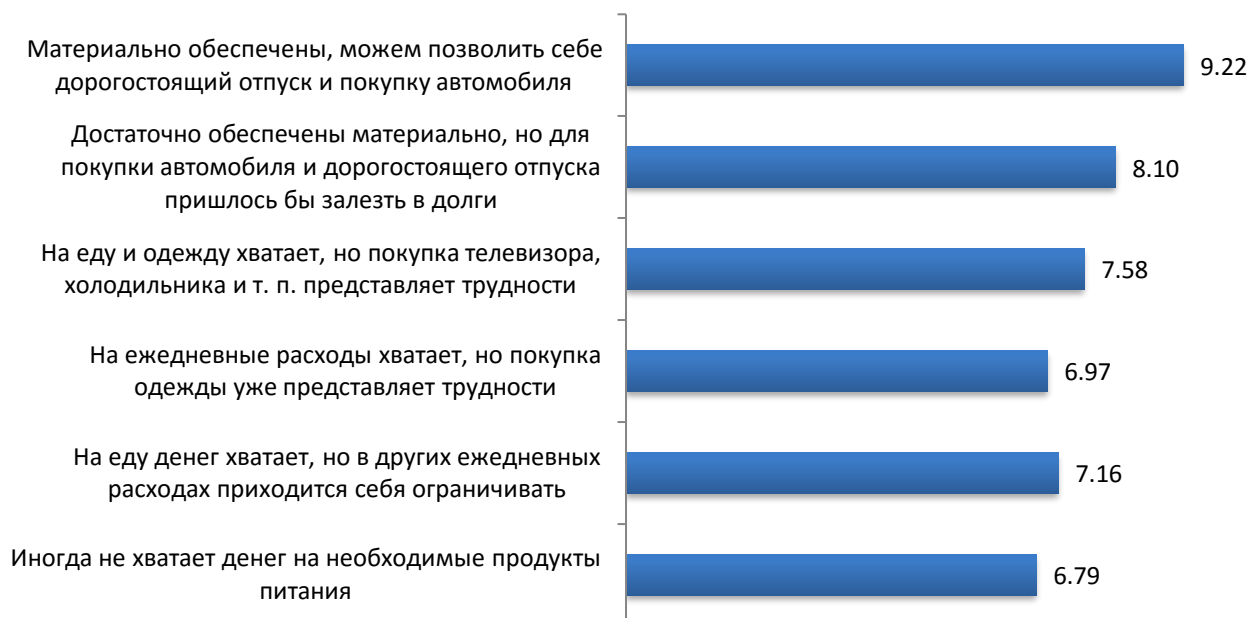 Материально обеспечены, можем позволить себе
дорогостоящий отпуск и покупку автомобиля
9.22
Достаточно обеспечены материально, но для
покупки автомобиля и дорогостоящего отпуска
пришлось бы залезть в долги
8.10
На еду и одежду хватает, но покупка телевизора,
холодильника и т. п. представляет трудности
7.58
На ежедневные расходы хватает, но покупка
одежды уже представляет трудности
6.97
На еду денег хватает, но в других ежедневных
расходах приходится себя ограничивать
7.16
Иногда не хватает денег на необходимые продукты
питания
6.79